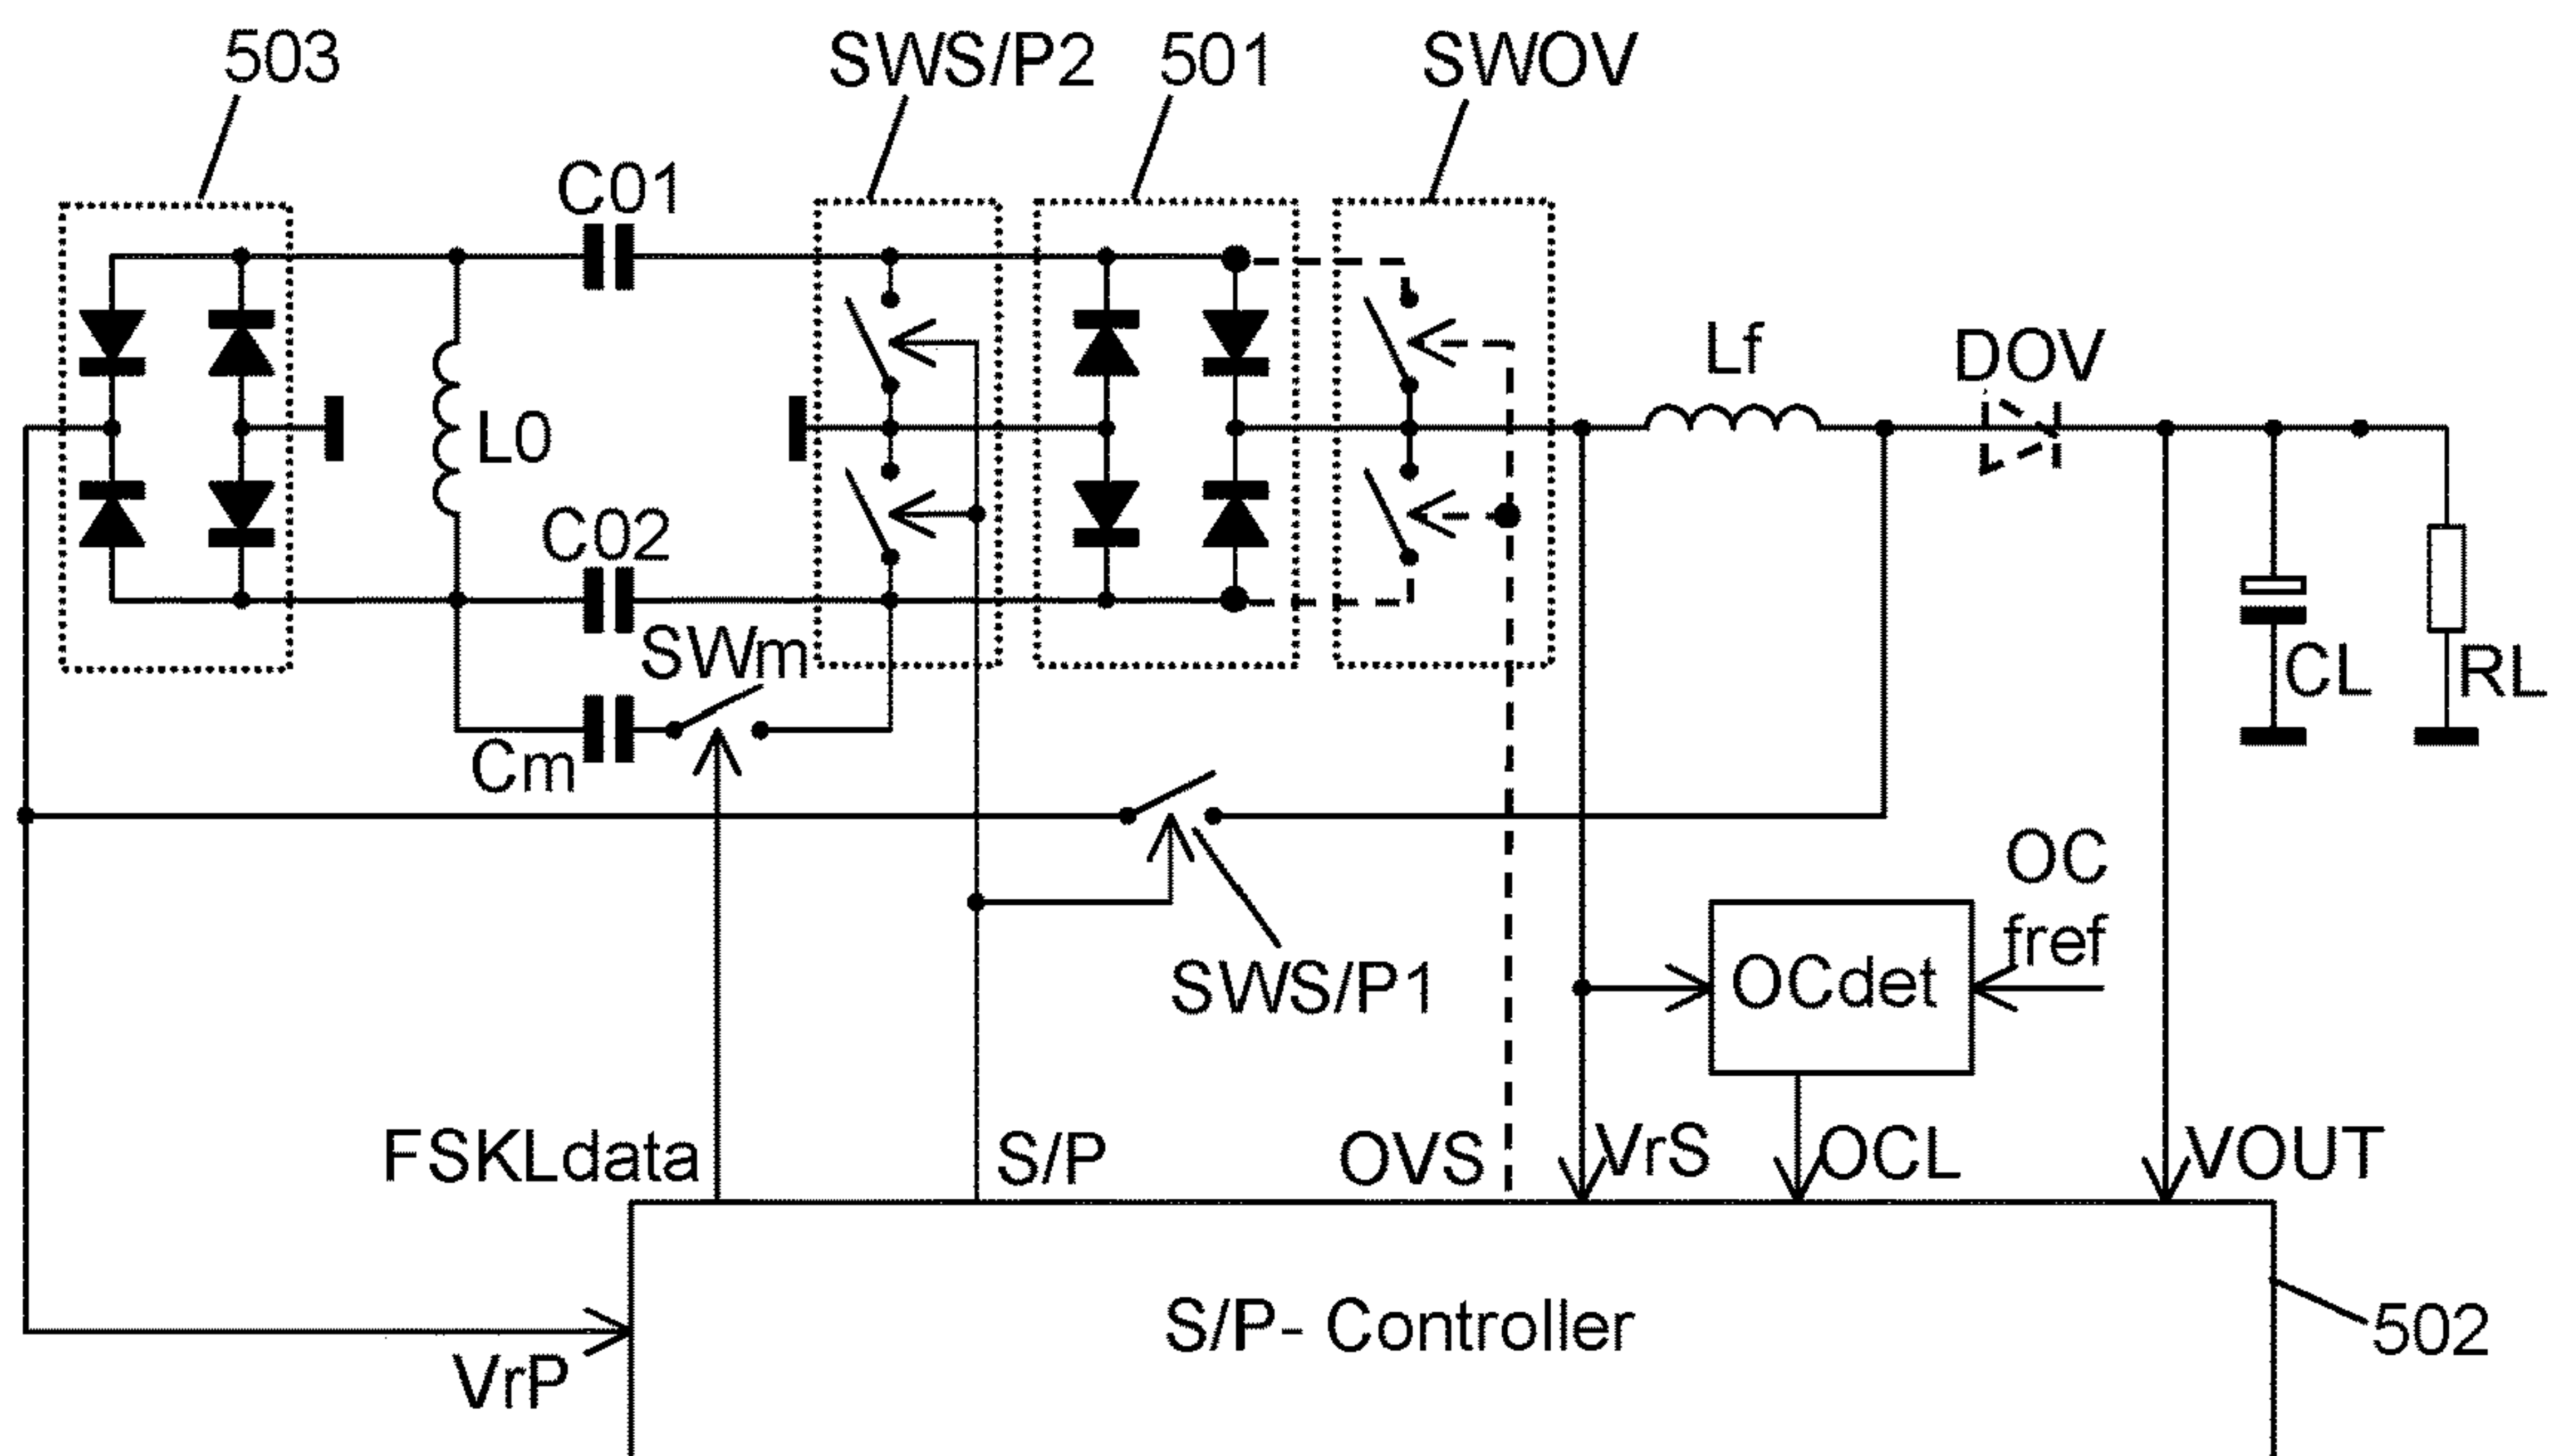 503
SWS/P2
501
SWOV
C01
Lf
DOV
L0
C02
SWm
CL
RL
Cm
OC
fref
SWS/P1
OCdet
FSKLdata
S/P
OVS
VrS
OCL
VOUT
S/P- Controller
502
VrP